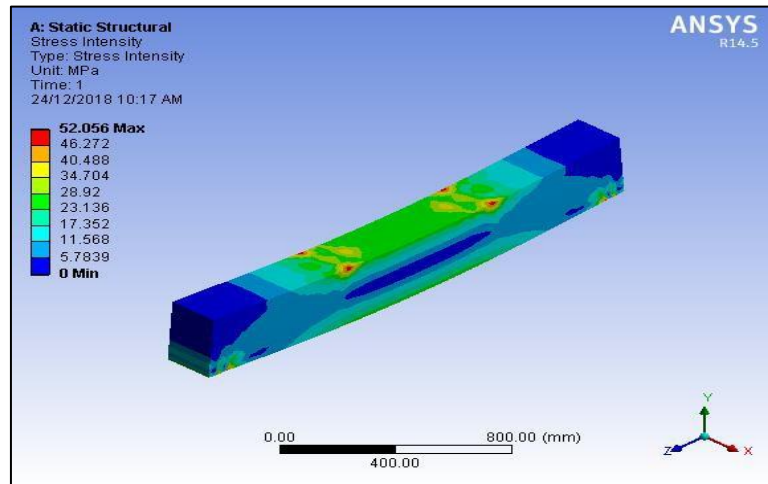 A: Static Structural
Stress Intensity
Type: Stress Intensity
Unit: MPa
Time: 1
24/12/2018 10:17 AM
52.056 Max
46.272
40.488
34.704
28.92
23.136
17.352
11.568
5.7839
0 Min
ANSYS
R14.5
0.00 800.00 (mm)
400.00
Y
Z X